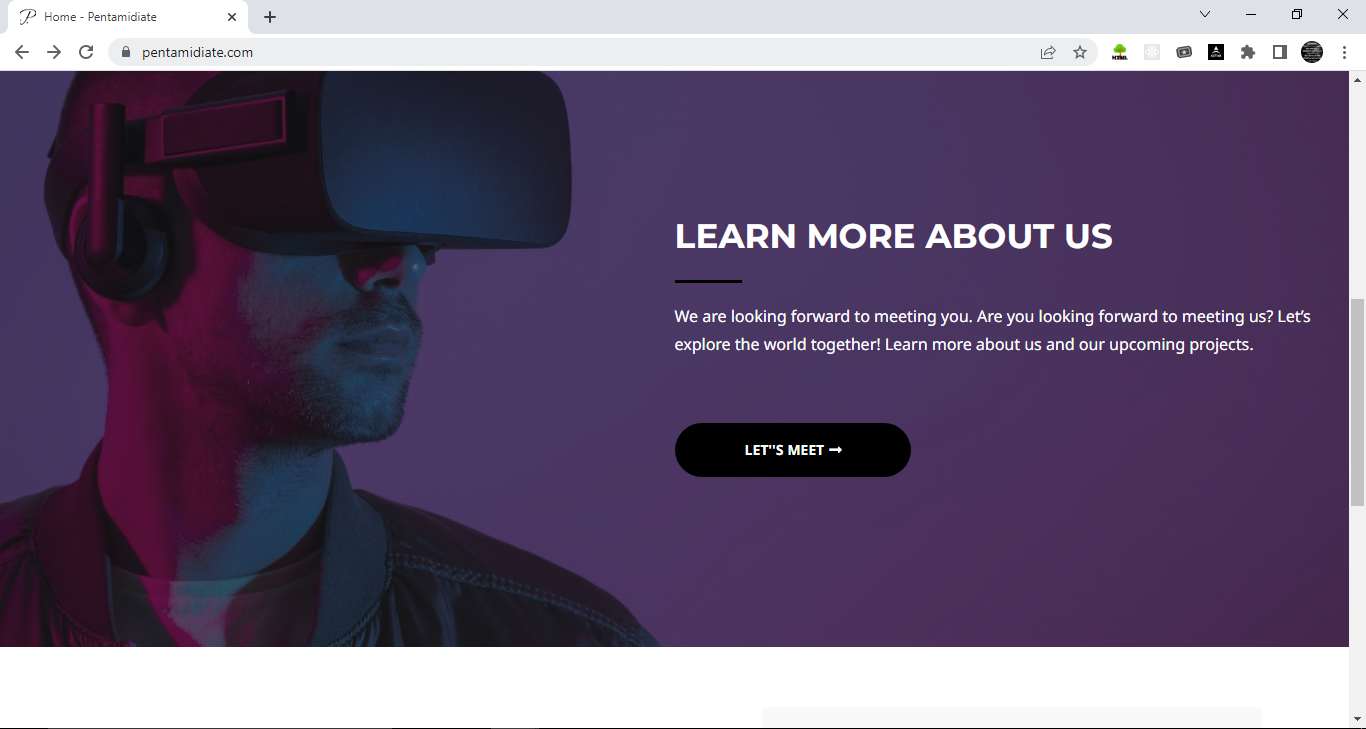 Home - Pentamidiate
pentamidiate.com
HTML
LEARN MORE ABOUT US
We are looking forward to meeting you. Are you looking forward to meeting us? Let's
explore the world together! Learn more about us and our upcoming projects.
LET"S MEET